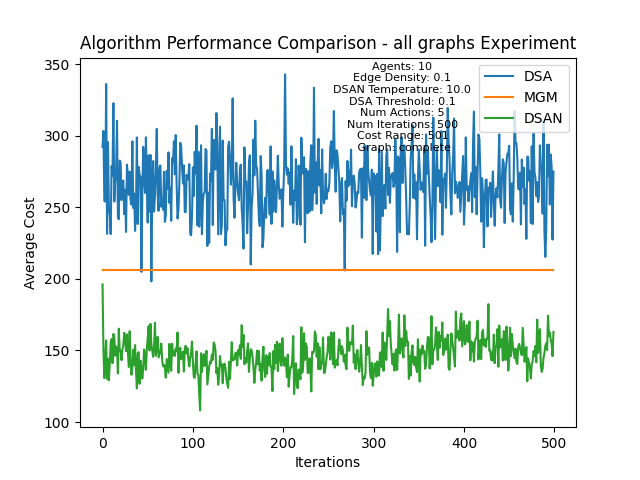 Algorithm Performance Comparison - all graphs Experiment
350
300
250
200
150
100
Average Cost
0
100
200
300
400
500
Iterations
Agents: 10
Edge Density: 0.1
DSAN Temperature: 10.0
DSA Threshold: 0.1
Num Actions: 5
Num Iterations: 500
Cost Range: 501
Graph: complete
DSA
MGM
DSAN